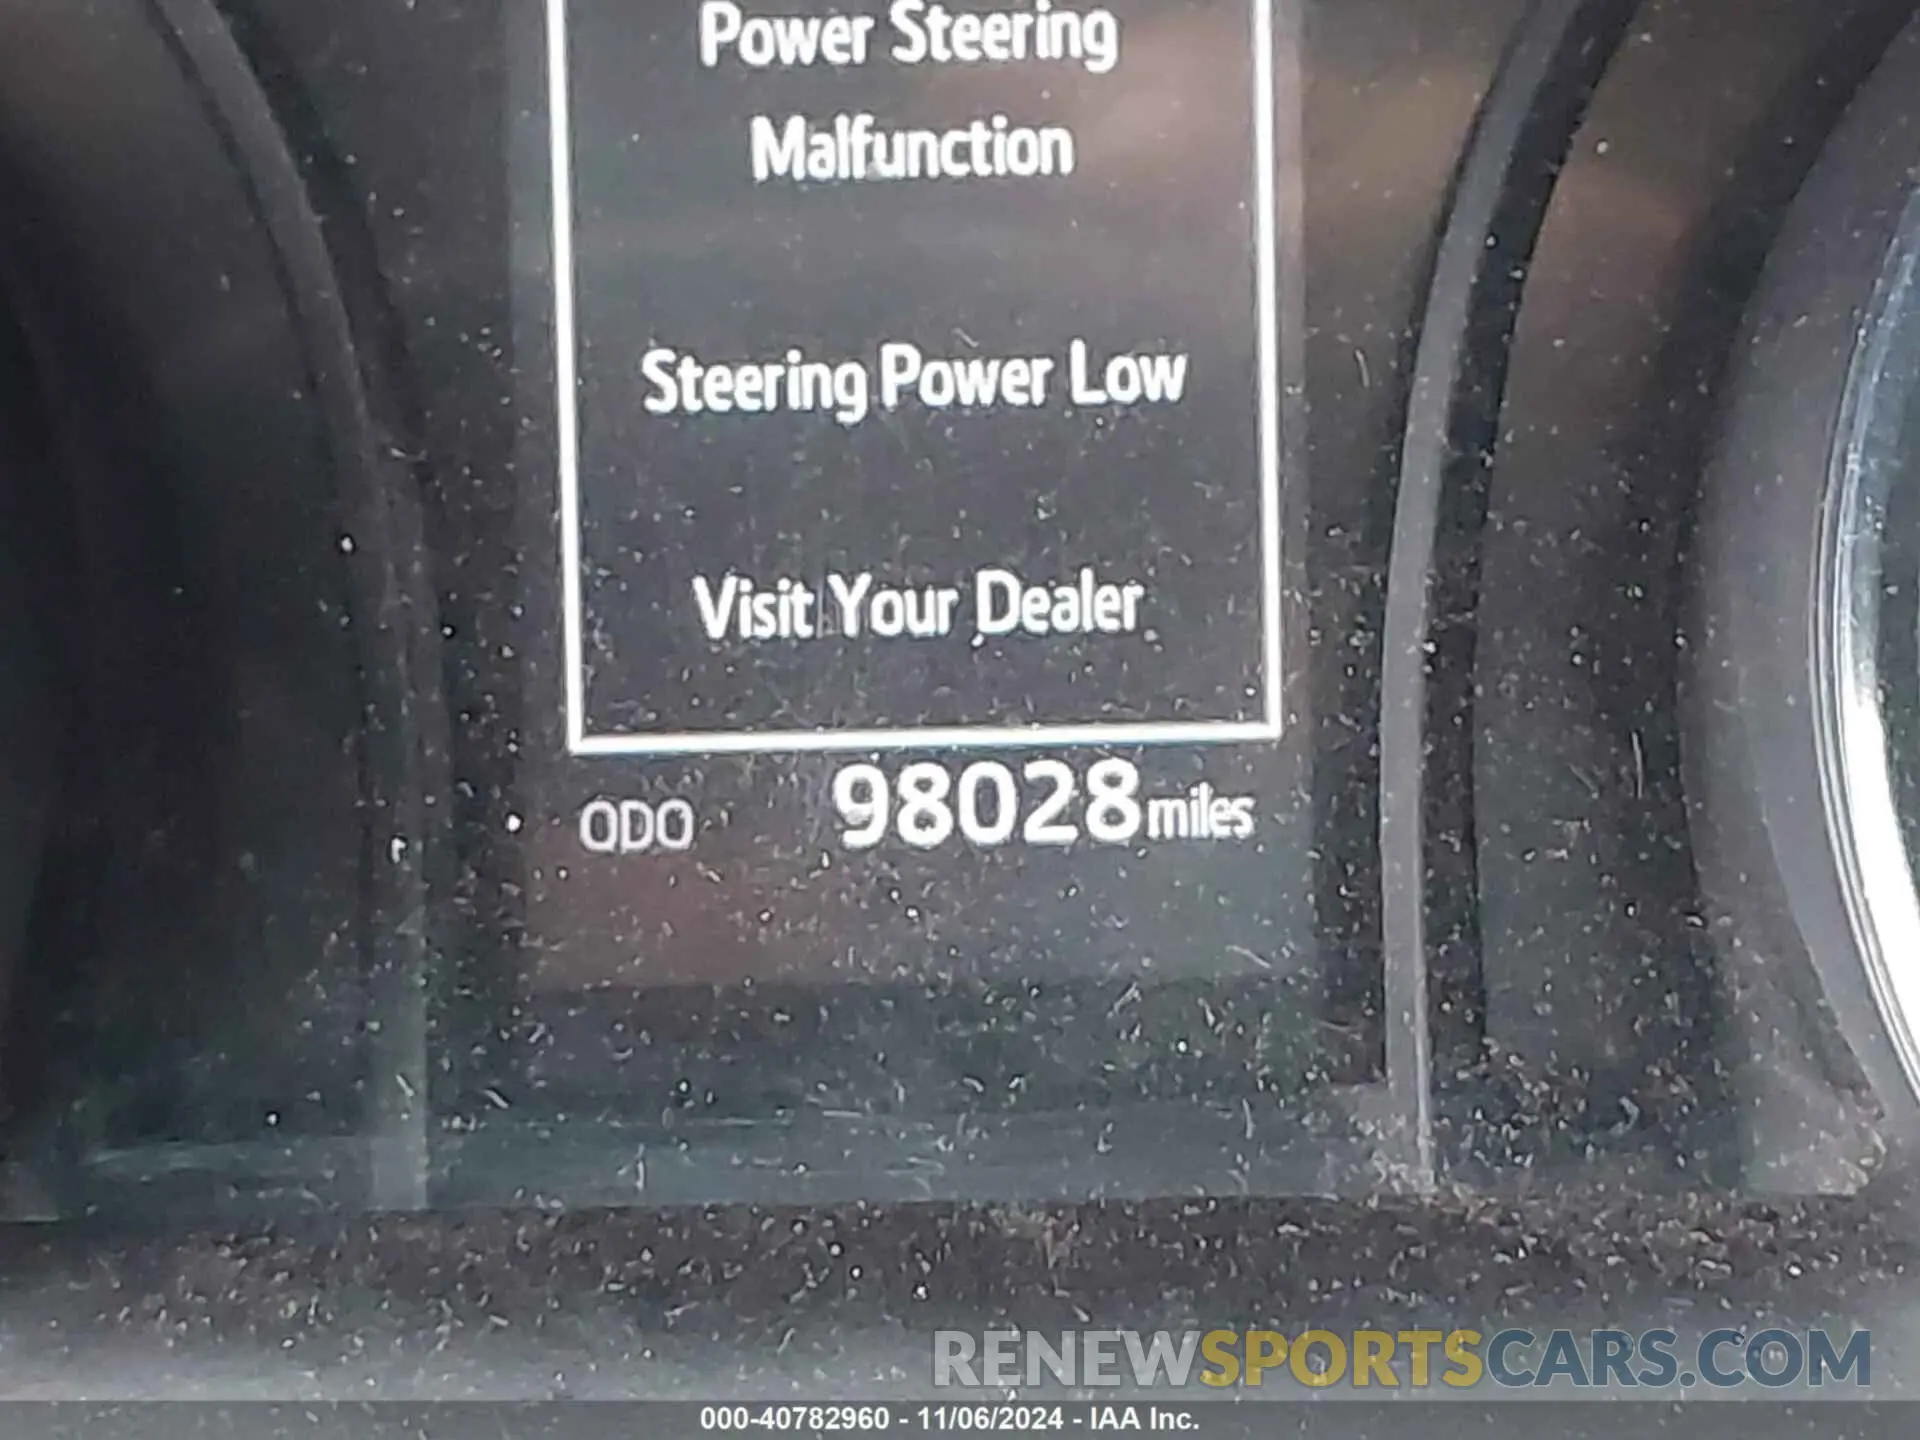 Power Steering
Malfunction
Steering Power Low
Visit Your Dealer
ODO 98028 miles
RENEWSPORTSCARS.COM
000-40782960 - 11/06/2024 - IAA Inc.